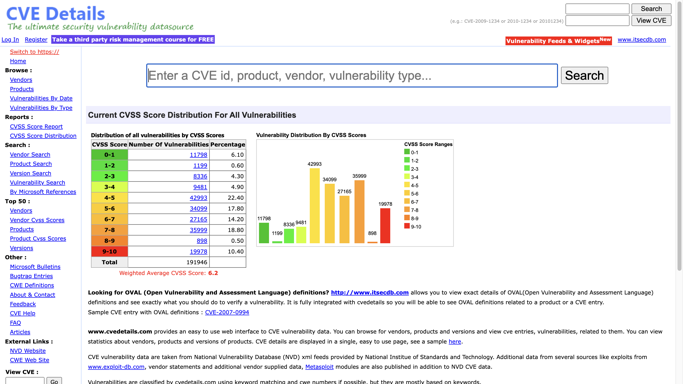 CVE Details
The ultimate security vulnerability datasource
Search
(e.g.: CVE-2009-1234 or 2010-1234 or 20101234)
View CVE
Log In Register Take a third party risk management course for FREE
Vulnerability Feeds & WidgetsNew www.itsecdb.com
Switch to https://
Home
Browse :
Vendors
Products
Vulnerabilities By Date
Vulnerabilities By Type
Reports :
CVSS Score Report
CVSS Score Distribution
Search :
Vendor Search
Product Search
Version Search
Vulnerability Search
By Microsoft References
Top 50 :
Vendors
Vendor Cvss Scores
Products
Product Cvss Scores
Versions
Other :
Microsoft Bulletins
Bugtraq Entries
CWE Definitions
About & Contact
Feedback
CVE Help
FAQ
Articles
External Links :
NVD Website
CWE Web Site
View CVE :
Go
Enter a CVE id, product, vendor, vulnerability type...
Search
Current CVSS Score Distribution For All Vulnerabilities
Distribution of all vulnerabilities by CVSS Scores
CVSS Score Number Of Vulnerabilities Percentage
0-1 11798 6.10
1-2 1199 0.60
2-3 8336 4.30
3-4 9481 4.90
4-5 42993 22.40
5-6 34099 17.80
6-7 27165 14.20
7-8 35999 18.80
8-9 898 0.50
9-10 19978 10.40
Total 191946
Weighted Average CVSS Score: 6.2
Vulnerability Distribution By CVSS Scores
11798
1199
8336
9481
42993
34099
27165
35999
898
19978
CVSS Score Ranges
0-1
1-2
2-3
3-4
4-5
5-6
6-7
7-8
8-9
9-10
Looking for OVAL (Open Vulnerability and Assessment Language) definitions? http://www.itsecdb.com allows you to view exact details of OVAL(Open Vulnerability and Assessment Language)
definitions and see exactly what you should do to verify a vulnerability. It is fully integrated with cvedetails so you will be able to see OVAL definitions related to a product or a CVE entry.
Sample CVE entry with OVAL definitions : CVE-2007-0994
www.cvedetails.com provides an easy to use web interface to CVE vulnerability data. You can browse for vendors, products and versions and view cve entries, vulnerabilities, related to them. You can view
statistics about vendors, products and versions of products. CVE details are displayed in a single, easy to use page, see a sample here.
CVE vulnerability data are taken from National Vulnerability Database (NVD) xml feeds provided by National Institue of Standards and Technology. Additional data from several sources like exploits from
www.exploit-db.com, vendor statements and additional vendor supplied data, Metasploit modules are also published in addition to NVD CVE data.
Vulnerabilities are classified by cvedetails.com using keyword matching and cwe numbers if possible, but they are mostly based on keywords.